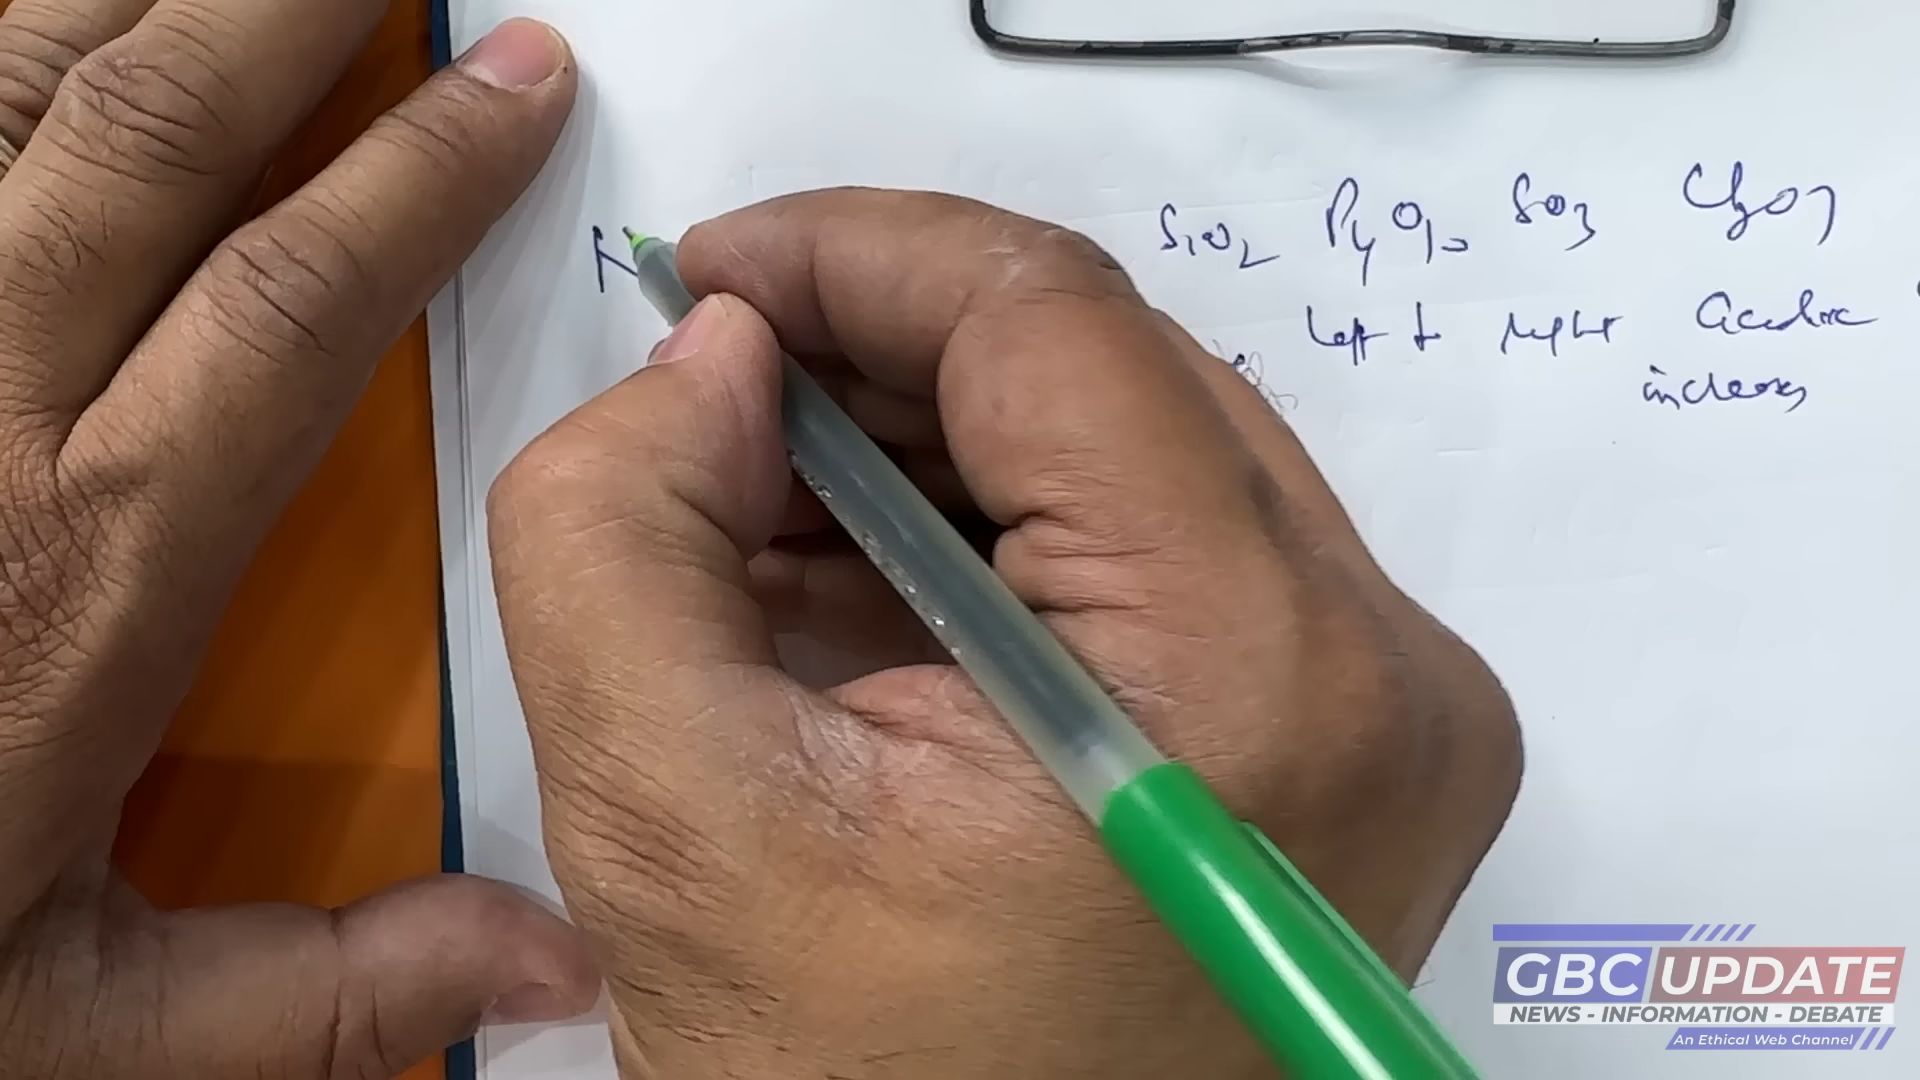 N
SiO2 P4O10 SO3 Cl2O7
left to right acidic
increases
GBC UPDATE
NEWS - INFORMATION - DEBATE
An Ethical Web Channel